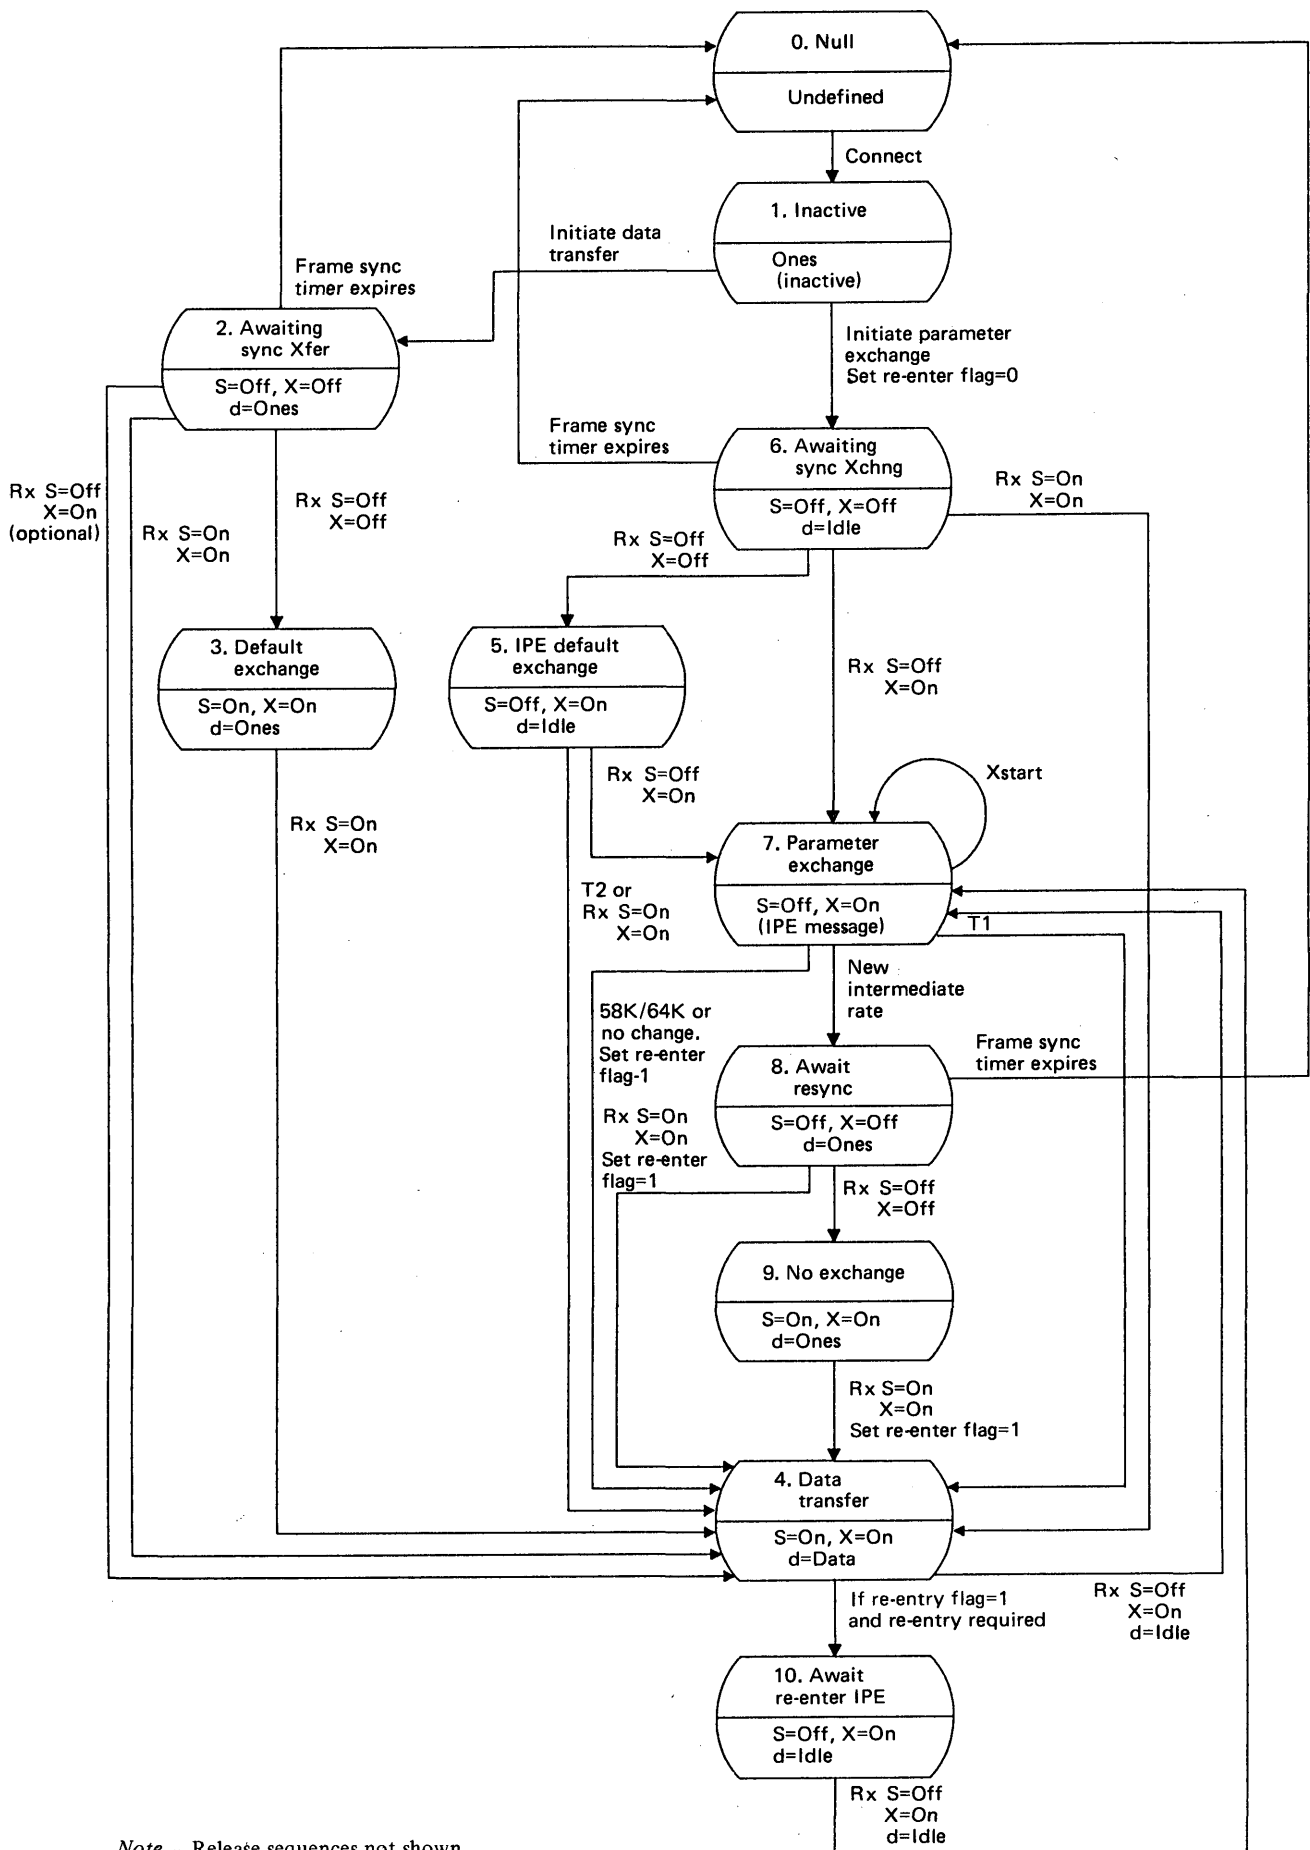 0. Null
Undefined
Connect
1. Inactive
Ones
(inactive)
Initiate data
transfer
Frame sync
timer expires
2. Awaiting
sync Xfer
S=Off, X=Off
d=Ones
Initiate parameter
exchange
Set re-enter flag=0
Frame sync
timer expires
6. Awaiting
sync Xchng
S=Off, X=Off
d=Idle
Rx S=On
X=On
Rx S=Off
X=On
(optional)
Rx S=On
X=On
Rx S=Off
X=Off
Rx S=Off
X=Off
3. Default
exchange
S=On, X=On
d=Ones
5. IPE default
exchange
S=Off, X=On
d=Idle
Rx S=Off
X=On
Rx S=Off
X=On
Xstart
Rx S=On
X=On
7. Parameter
exchange
S=Off, X=On
(IPE message)
T1
T2 or
Rx S=On
X=On
New
intermediate
rate
58K/64K or
no change.
Set re-enter
flag-1
8. Await
resync
S=Off, X=Off
d=Ones
Frame sync
timer expires
Rx S=On
X=On
Set re-enter
flag=1
Rx S=Off
X=Off
9. No exchange
S=On, X=On
d=Ones
Rx S=On
X=On
Set re-enter flag=1
4. Data
transfer
S=On, X=On
d=Data
If re-entry flag=1
and re-entry required
Rx S=Off
X=On
d=Idle
10. Await
re-enter IPE
S=Off, X=On
d=Idle
Rx S=Off
X=On
d=Idle
Note Release sequences not shown